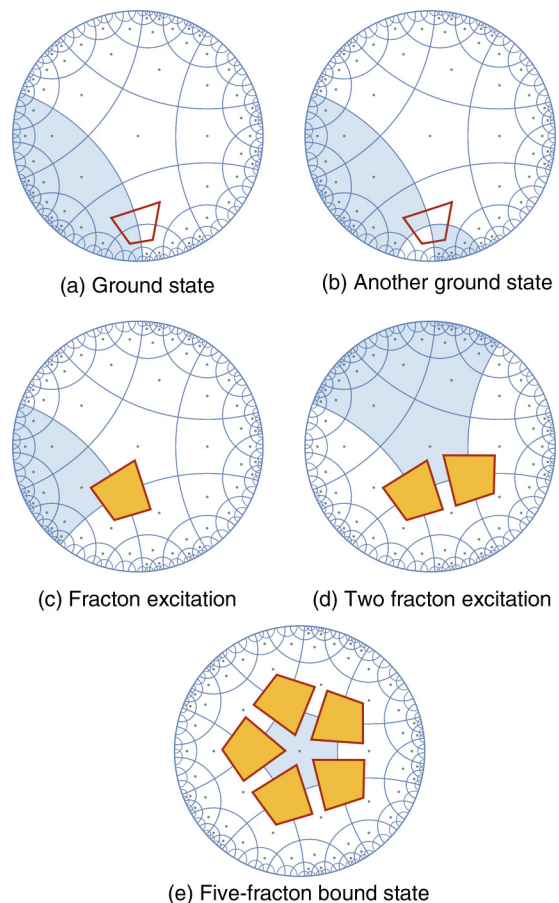 (a) Ground state
(b) Another ground state
(c) Fracton excitation
(d) Two fracton excitation
(e) Five-fracton bound state